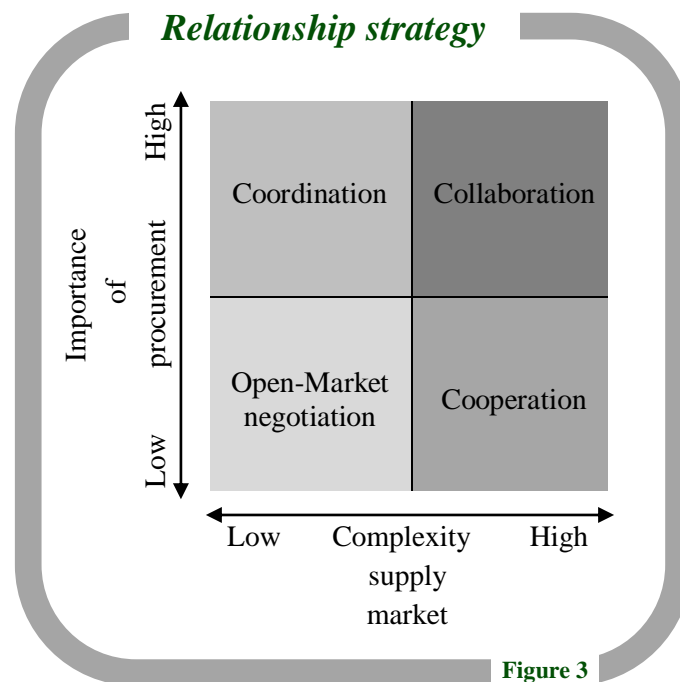 Relationship strategy
High
Coordination
Collaboration
Importance
of
procurement
Open-Market
negotiation
Cooperation
Low
Low
Complexity
High
supply
market
Figure 3